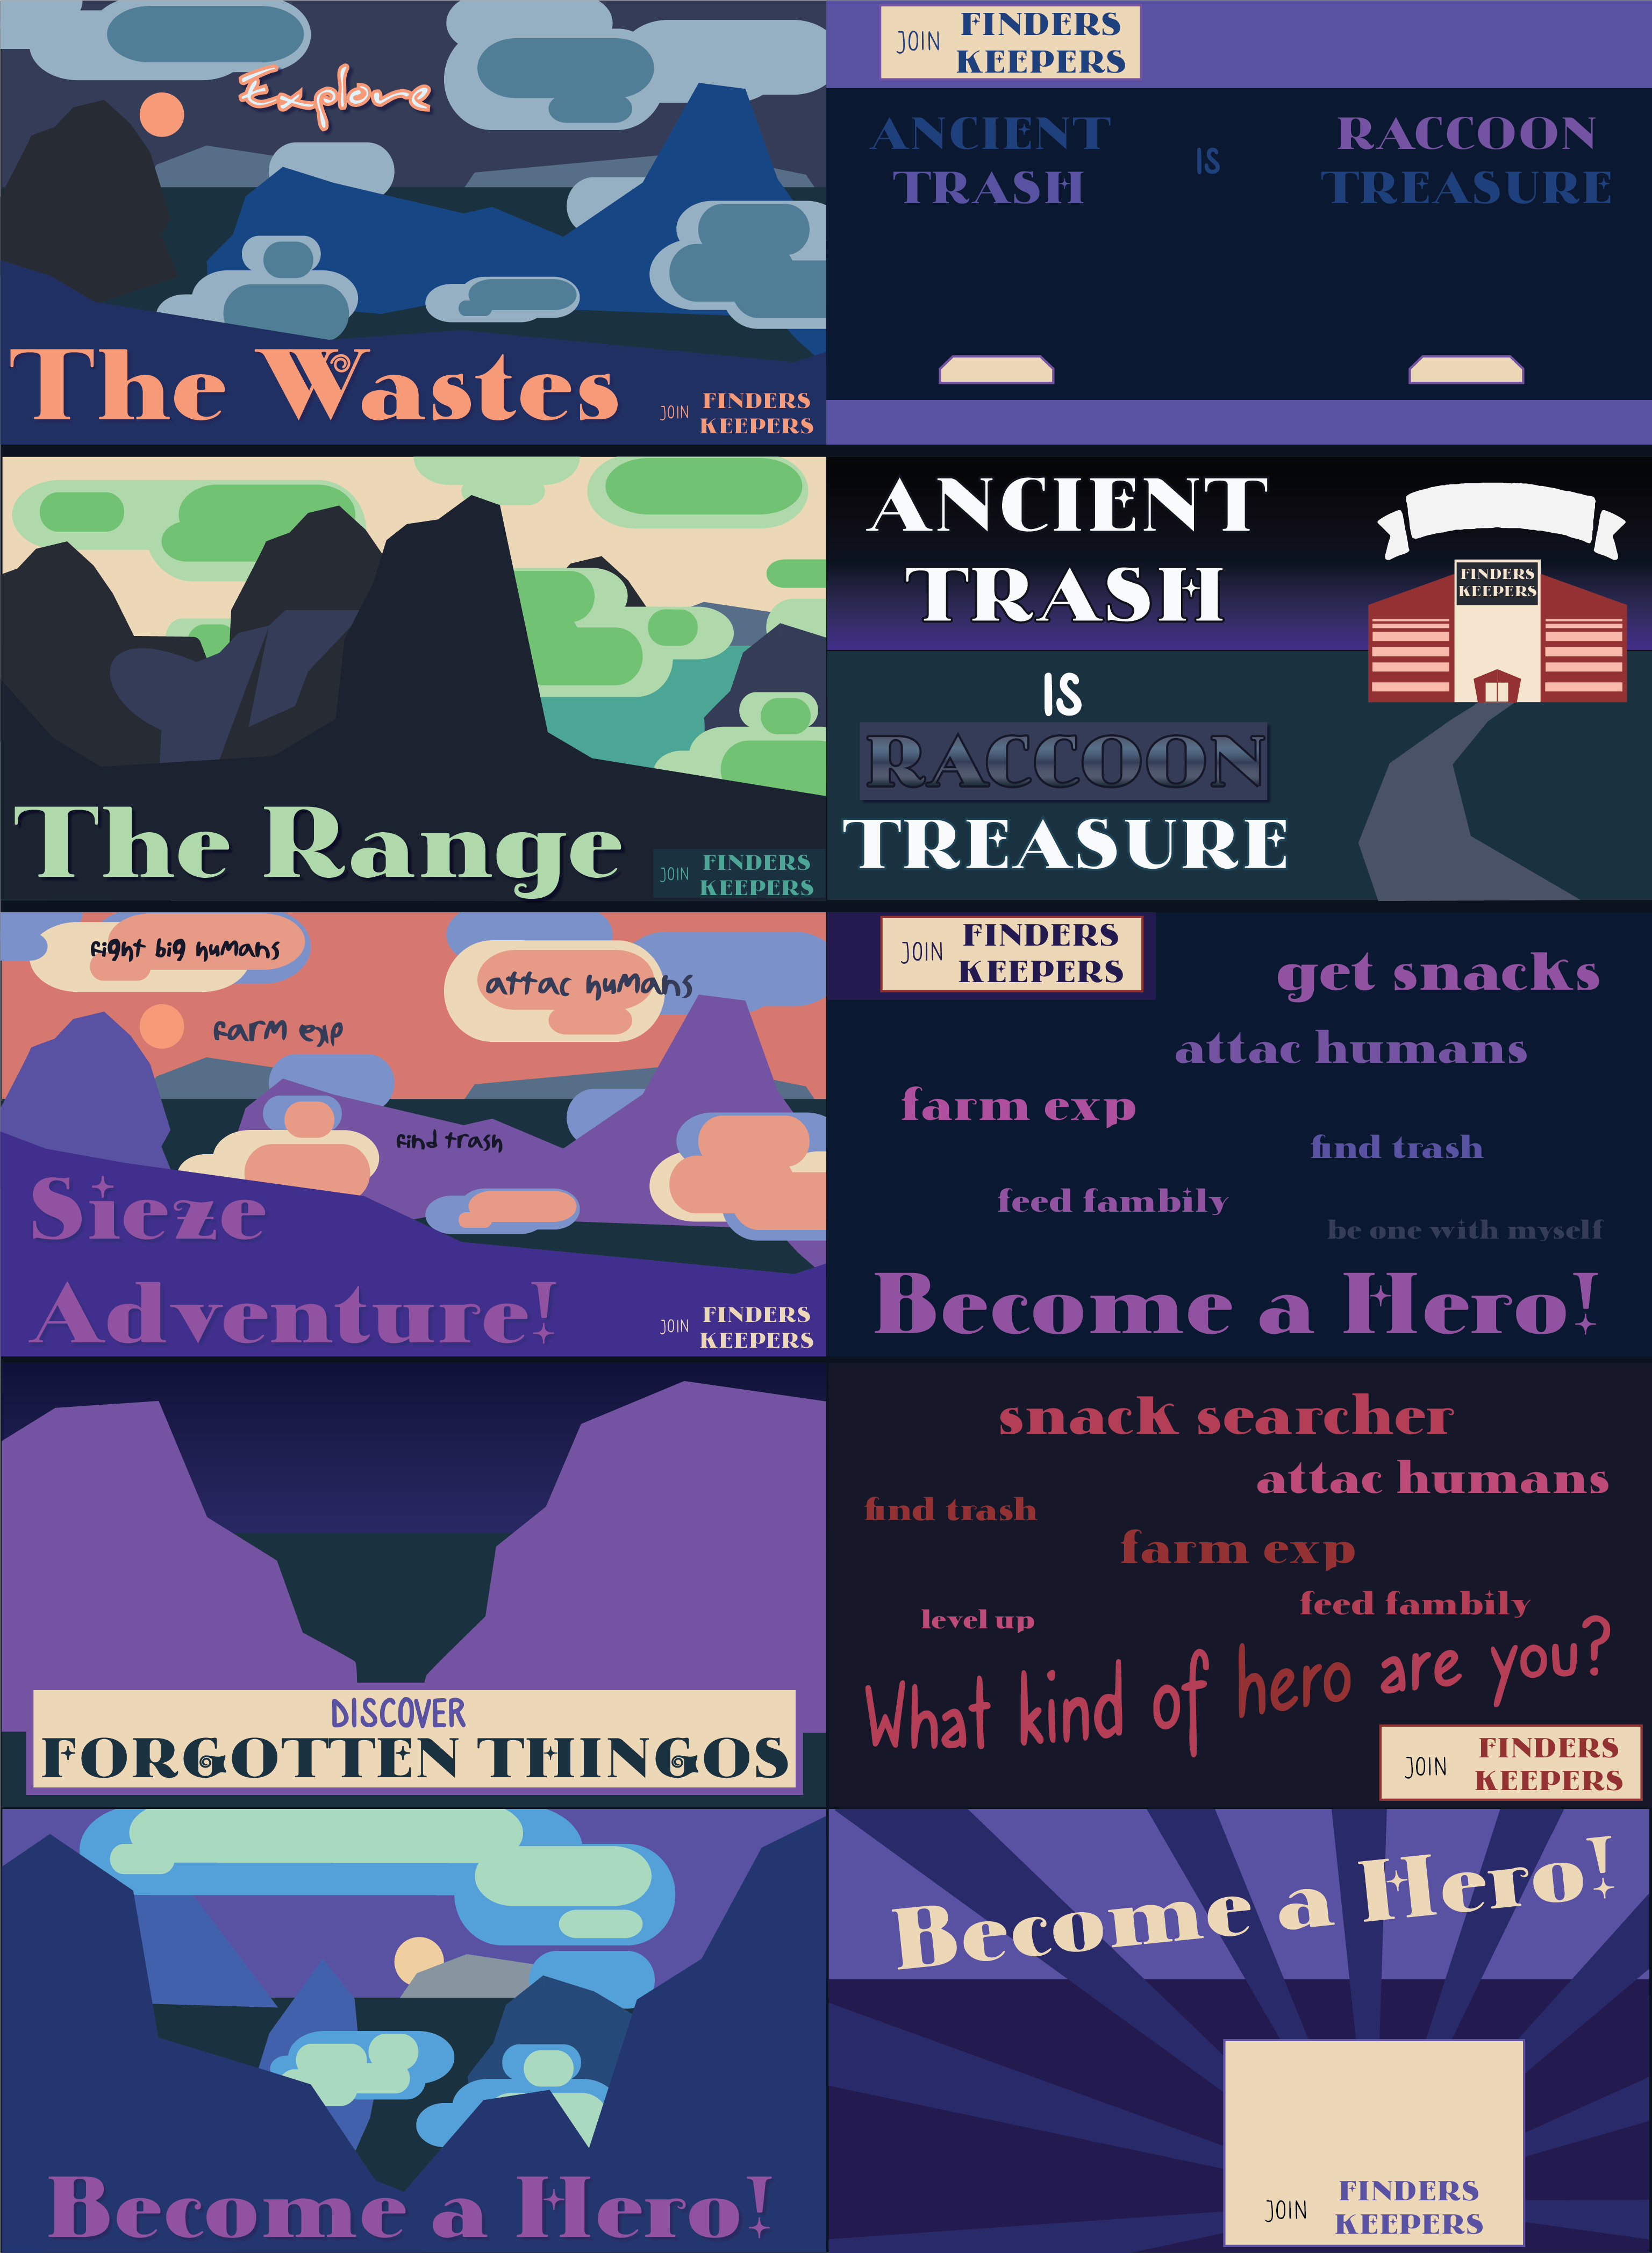 Explore
The Wastes
JOIN FINDERS
KEEPERS
JOIN FINDERS
KEEPERS
ANCIENT
TRASH
IS
RACCOON
TREASURE
The Range
JOIN FINDERS
KEEPERS
ANCIENT
TRASH
IS
RACCOON
TREASURE
FINDERS
KEEPERS
fight big humans
attac humans
farm exp
find trash
Sieze
Adventure!
JOIN FINDERS
KEEPERS
JOIN FINDERS
KEEPERS
get snacks
attac humans
farm exp
find trash
feed fambily
be one with myself
Become a Hero!
DISCOVER
FORGOTTEN THINGOS
snack searcher
attac humans
find trash
farm exp
feed fambily
level up
What kind of hero are you?
JOIN FINDERS
KEEPERS
Become a Hero!
Become a Hero!
JOIN FINDERS
KEEPERS